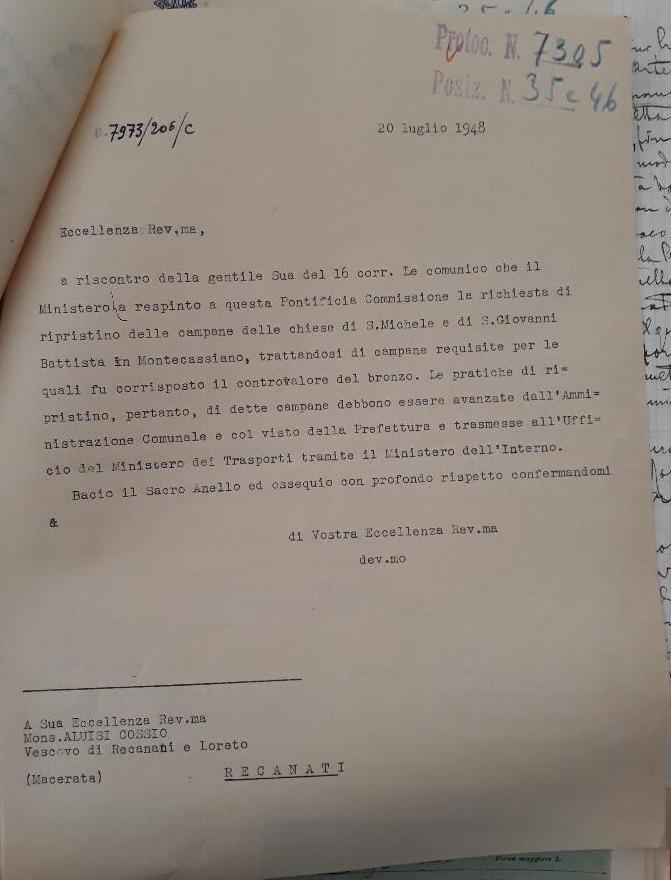 Protoc. N. 7305
Posiz. N. 35 c 46
N. 7973/206/C
20 luglio 1948
Eccellenza Rev,ma,
a riscontro della gentile Sua del 16 corr. Le comunico che il
Ministero ha respinto a questa Pontificia Commissione la richiesta di
ripristino delle campane delle chiese di S.Michele e di S.Giovanni
Battista in Montecassiano, trattandosi di campane requisite per le
quali fu corrisposto il controvalore del bronzo. Le pratiche di ri=
pristino, pertanto, di dette campane debbono essere avanzate dall'Ammi=
nistrazione Comunale e col visto della Prefettura e trasmesse all'Uffi=
cio del Ministero dei Trasporti tramite il Ministero dell'Interno.
Bacio il Sacro Anello ed ossequio con profondo rispetto confermandomi
&
di Vostra Eccellenza Rev.ma
dev.mo
A Sua Eccellenza Rev.ma
Mons.ALUISI COSSIO
Vescovo di Recanati e Loreto
(Macerata) RECANATI
Forza maggiore L.